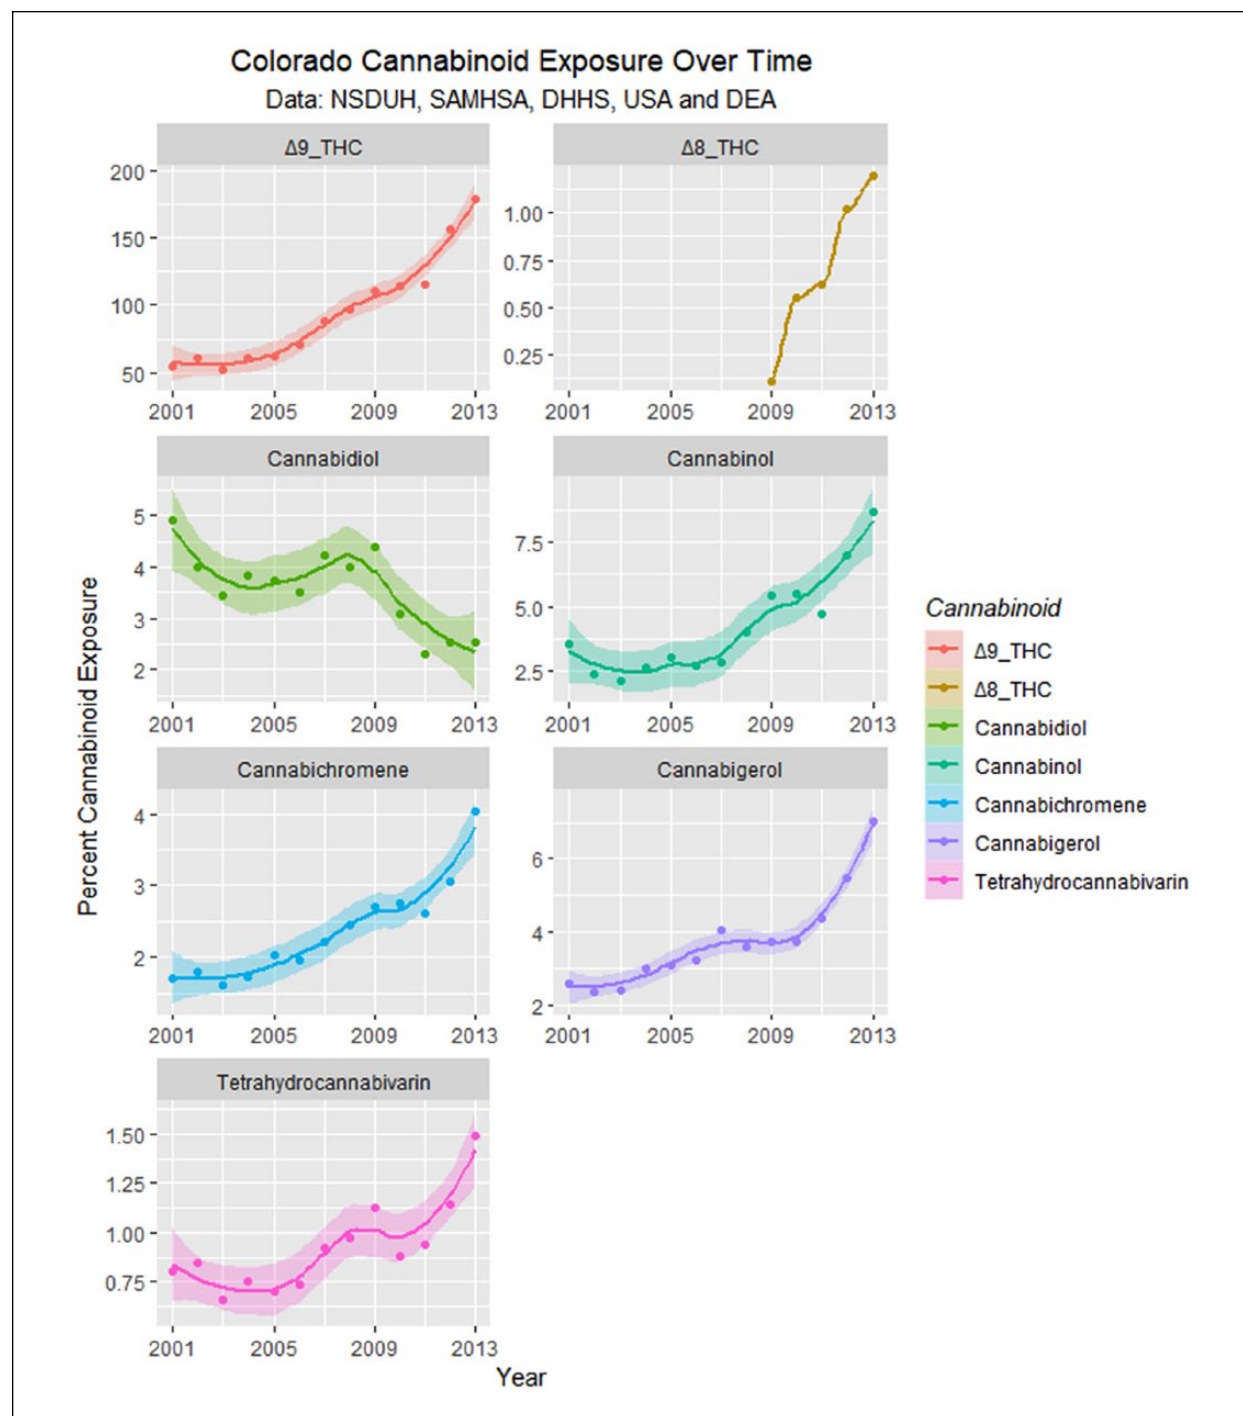 Colorado Cannabinoid Exposure Over Time
Data: NSDUH, SAMHSA, DHHS, USA and DEA
Δ9_THC
200
150
100
50
2001 2005 2009 2013
Δ8_THC
1.00
0.75
0.50
0.25
2001 2005 2009 2013
Cannabidiol
5
4
3
2
2001 2005 2009 2013
Cannabinol
7.5
5.0
2.5
2001 2005 2009 2013
Cannabichromene
4
3
2
2001 2005 2009 2013
Cannabigerol
6
4
2
2001 2005 2009 2013
Tetrahydrocannabivarin
1.50
1.25
1.00
0.75
2001 2005 2009 2013
Percent Cannabinoid Exposure
Year
Cannabinoid
Δ9_THC
Δ8_THC
Cannabidiol
Cannabinol
Cannabichromene
Cannabigerol
Tetrahydrocannabivarin